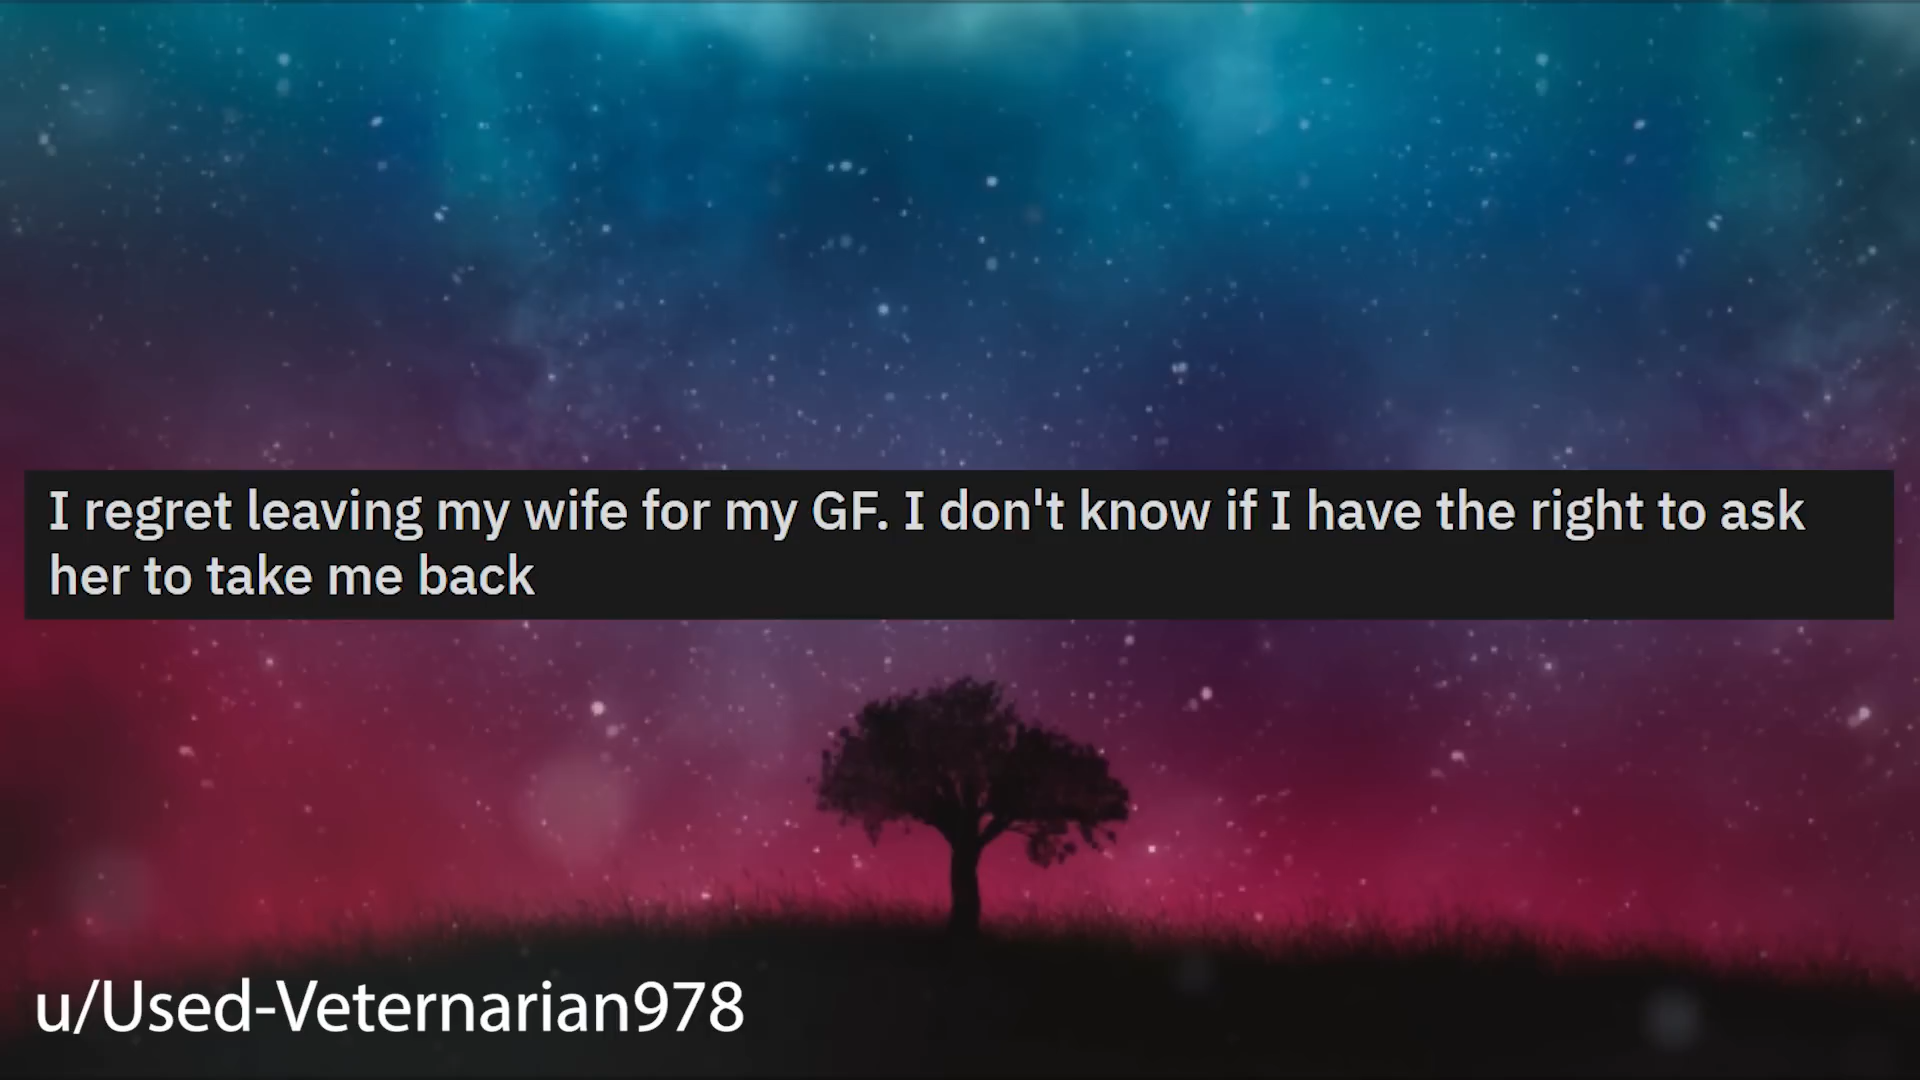 I regret leaving my wife for my GF. I don't know if I have the right to ask
her to take me back
u/Used-Veternarian978